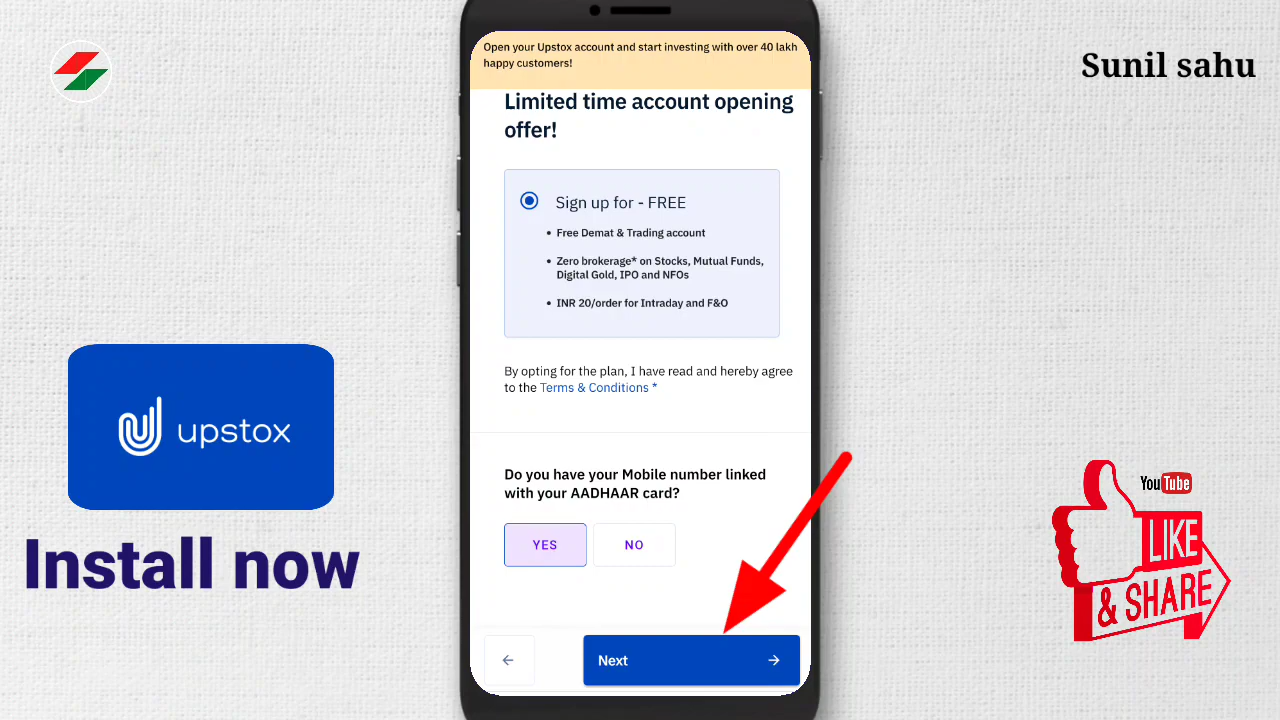 Open your Upstox account and start investing with over 40 lakh
happy customers!
Sunil sahu
Limited time account opening
offer!
Sign up for - FREE
• Free Demat & Trading account
• Zero brokerage* on Stocks, Mutual Funds,
Digital Gold, IPO and NFOs
• INR 20/order for Intraday and F&O
By opting for the plan, I have read and hereby agree
to the Terms & Conditions *
upstox
Install now
Do you have your Mobile number linked
with your AADHAAR card?
YES
NO
Next
YouTube
LIKE
& SHARE